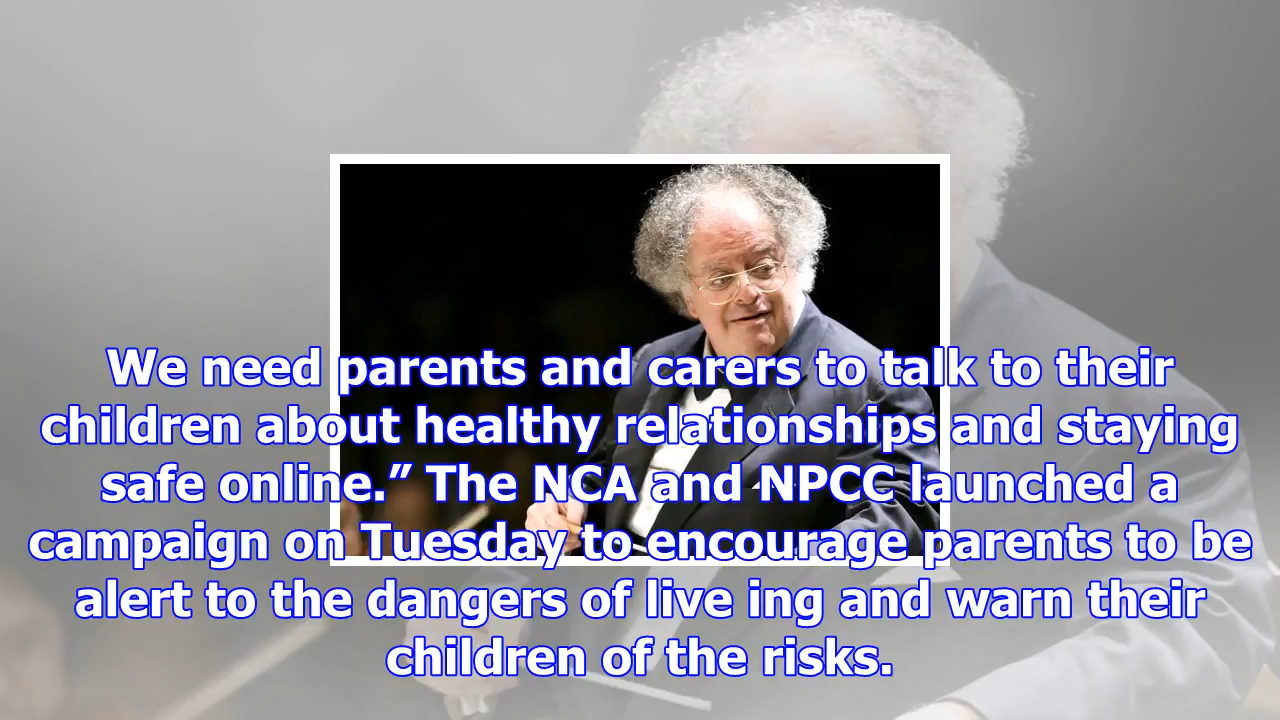 We need parents and carers to talk to their
children about healthy relationships and staying
safe online.” The NCA and NPCC launched a
campaign on Tuesday to encourage parents to be
alert to the dangers of live ing and warn their
children of the risks.